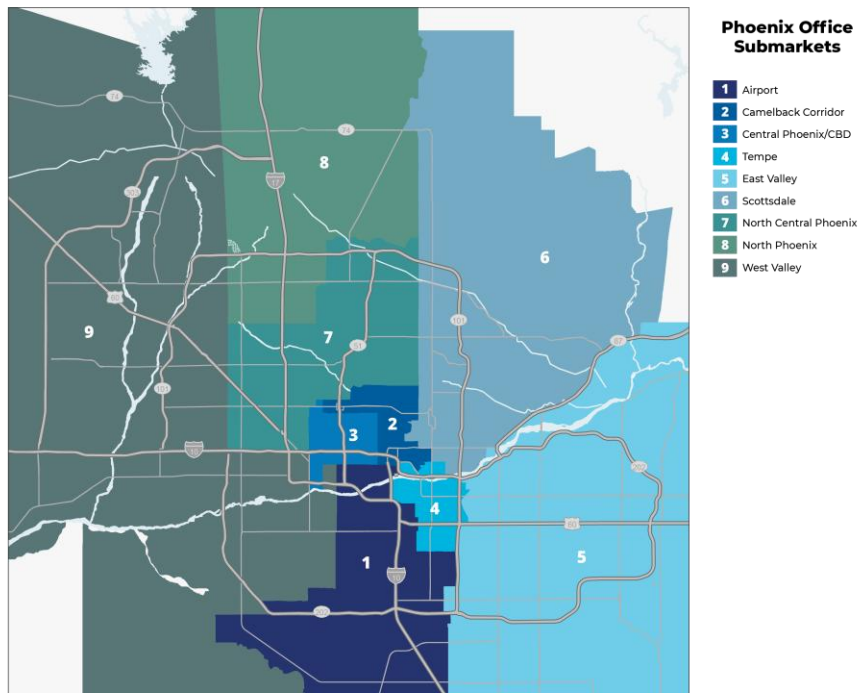 Phoenix Office
Submarkets
1 Airport
2 Camelback Corridor
3 Central Phoenix/CBD
4 Tempe
5 East Valley
6 Scottsdale
7 North Central Phoenix
8 North Phoenix
9 West Valley
74
74
8
17
303
6
60
9
7
101
51
87
101
2
3
10
202
4
60
1
5
10
202